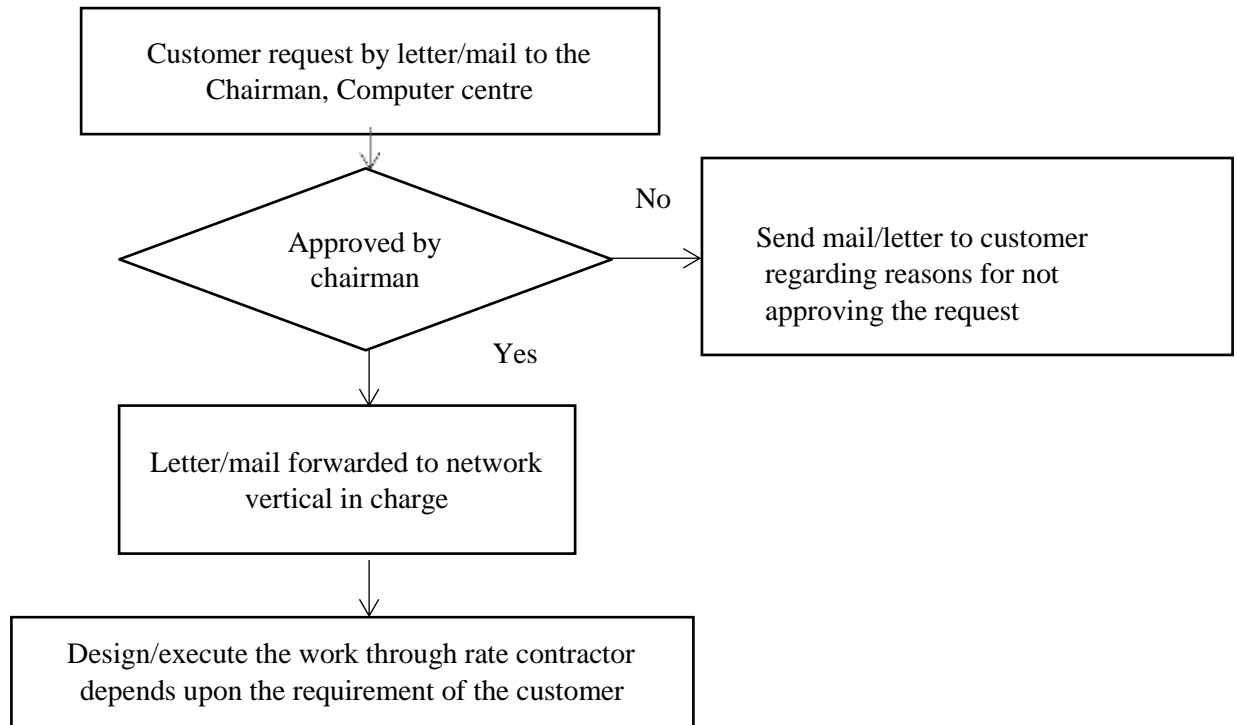 Customer request by letter/mail to the
Chairman, Computer centre
No
Approved by
chairman
Send mail/letter to customer
regarding reasons for not
approving the request
Yes
Letter/mail forwarded to network
vertical in charge
Design/execute the work through rate contractor
depends upon the requirement of the customer